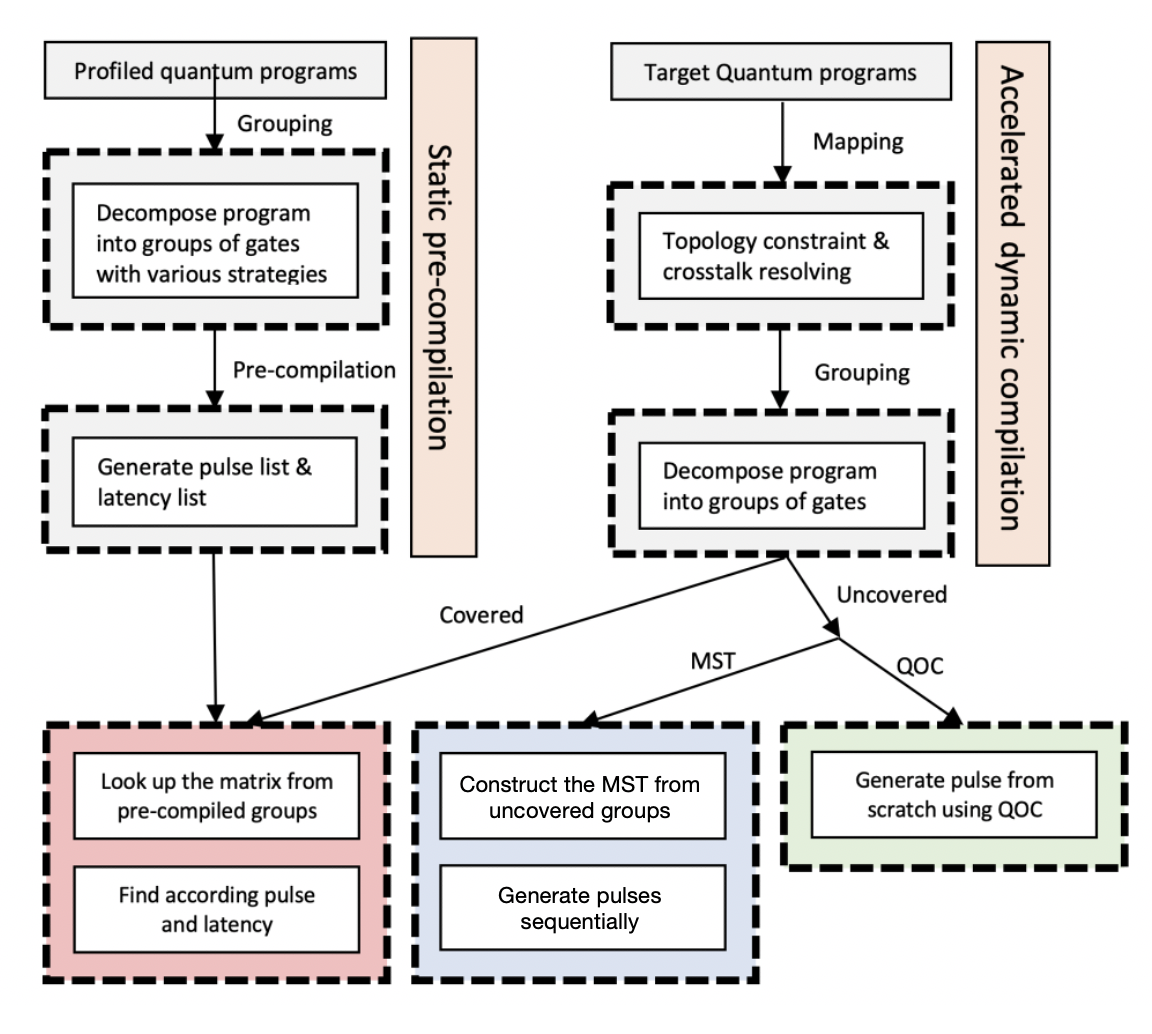 Profiled quantum programs
Grouping
Decompose program
into groups of gates
with various strategies
Pre-compilation
Generate pulse list &
latency list
Static pre-compilation
Target Quantum programs
Mapping
Topology constraint &
crosstalk resolving
Grouping
Decompose program
into groups of gates
Accelerated dynamic compilation
Covered
Uncovered
MST
QOC
Look up the matrix from
pre-compiled groups
Find according pulse
and latency
Construct the MST from
uncovered groups
Generate pulses
sequentially
Generate pulse from
scratch using QOC